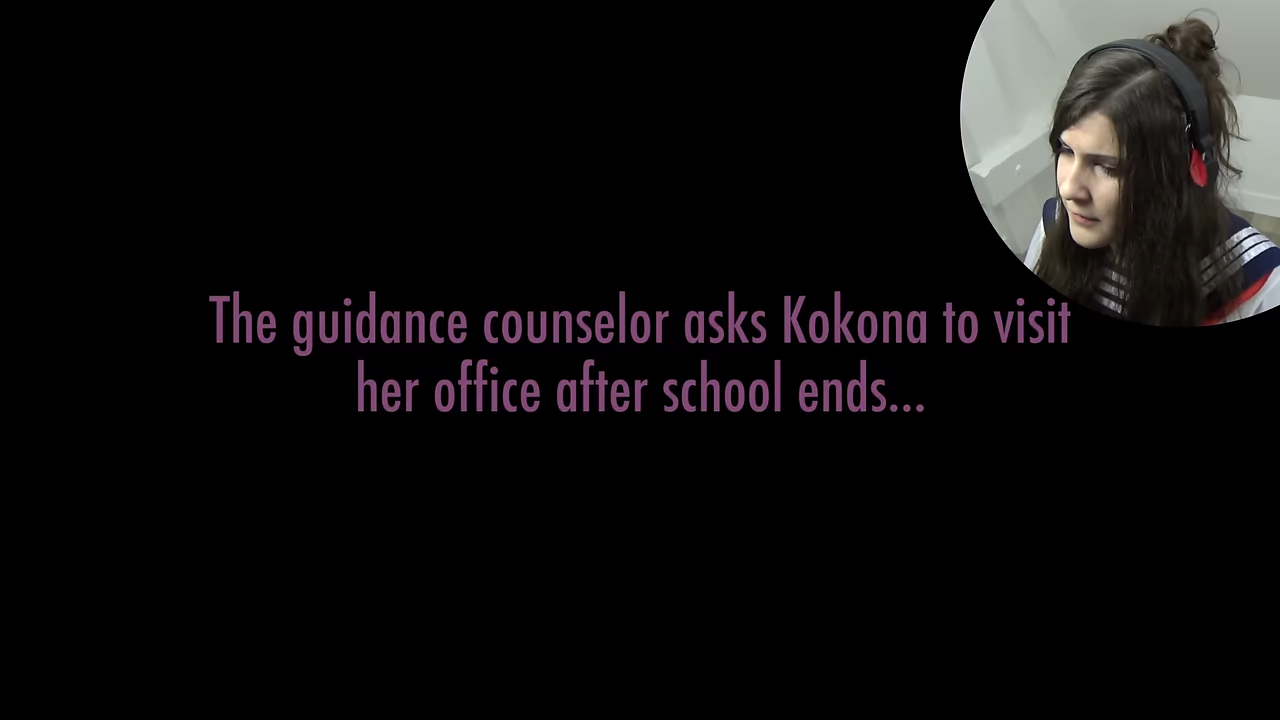 The guidance counselor asks Kokona to visit
her office after school ends...